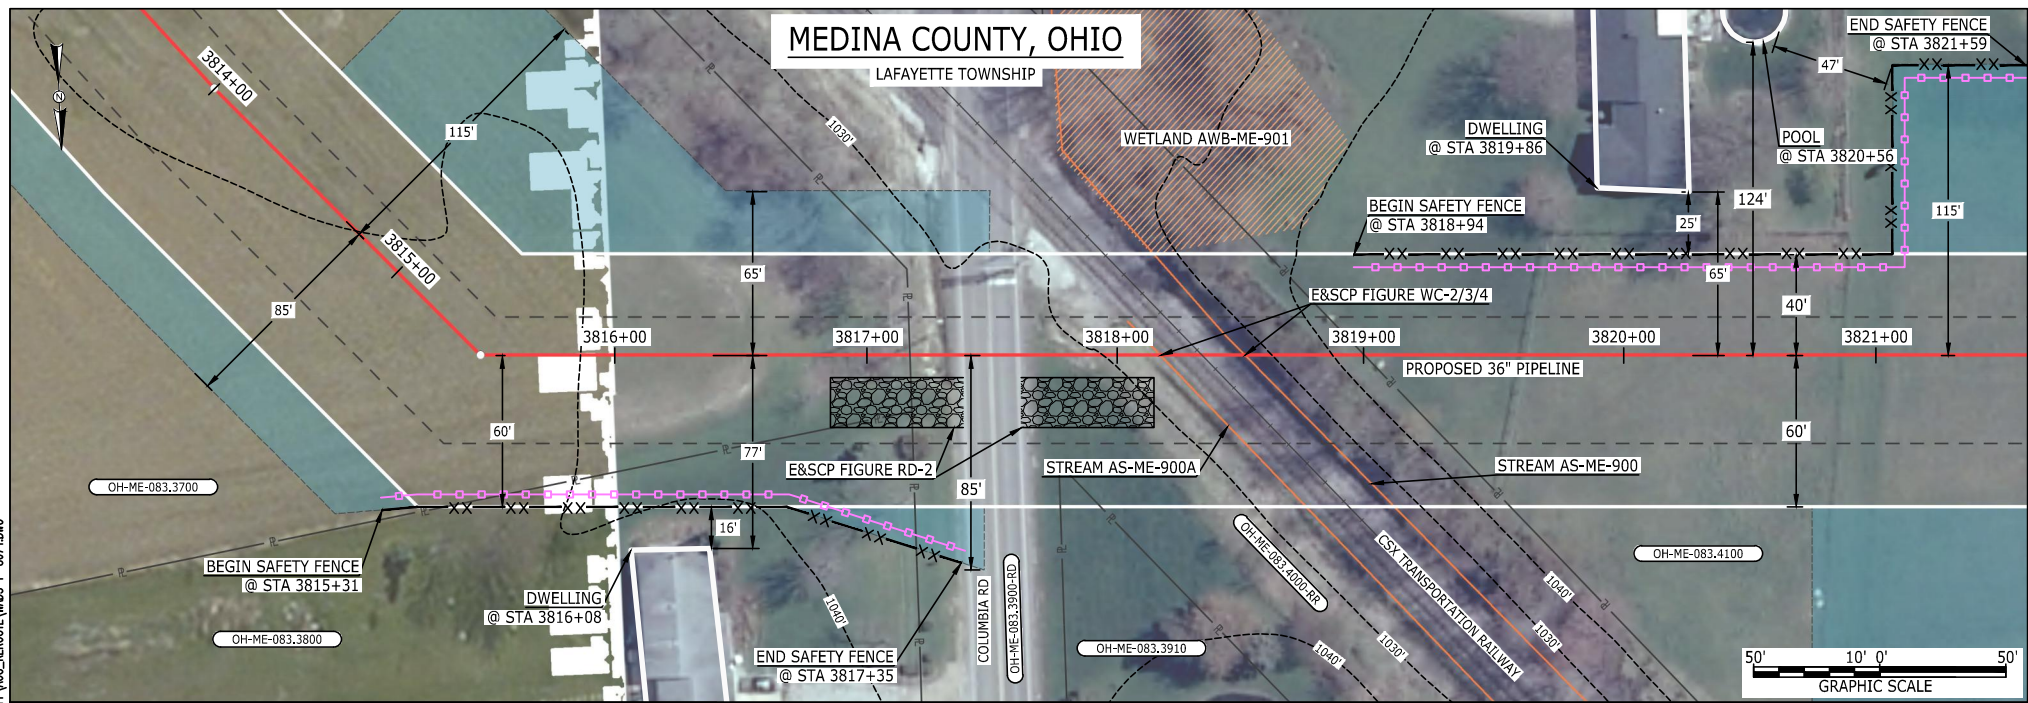 MEDINA COUNTY, OHIO
LAFAYETTE TOWNSHIP
N
3814+00
115'
3815+00
85'
60'
OH-ME-083.3700
BEGIN SAFETY FENCE
@ STA 3815+31
OH-ME-083.3800
DWELLING
@ STA 3816+08
16'
65'
77'
3816+00
3817+00
3818+00
3819+00
3820+00
3821+00
1030'
E&SCP FIGURE RD-2
85'
1040'
END SAFETY FENCE
@ STA 3817+35
COLUMBIA RD
OH-ME-083.3900-RD
WETLAND AWB-ME-901
BEGIN SAFETY FENCE
@ STA 3818+94
E&SCP FIGURE WC-2/3/4
PROPOSED 36" PIPELINE
STREAM AS-ME-900A
STREAM AS-ME-900
OH-ME-083.4000-RR
CSX TRANSPORTATION RAILWAY
OH-ME-083.3910
1040'
1030'
1030'
1040'
DWELLING
@ STA 3819+86
25'
65'
124'
POOL
@ STA 3820+56
47'
END SAFETY FENCE
@ STA 3821+59
115'
40'
60'
OH-ME-083.4100
50' 10' 0' 50'
GRAPHIC SCALE